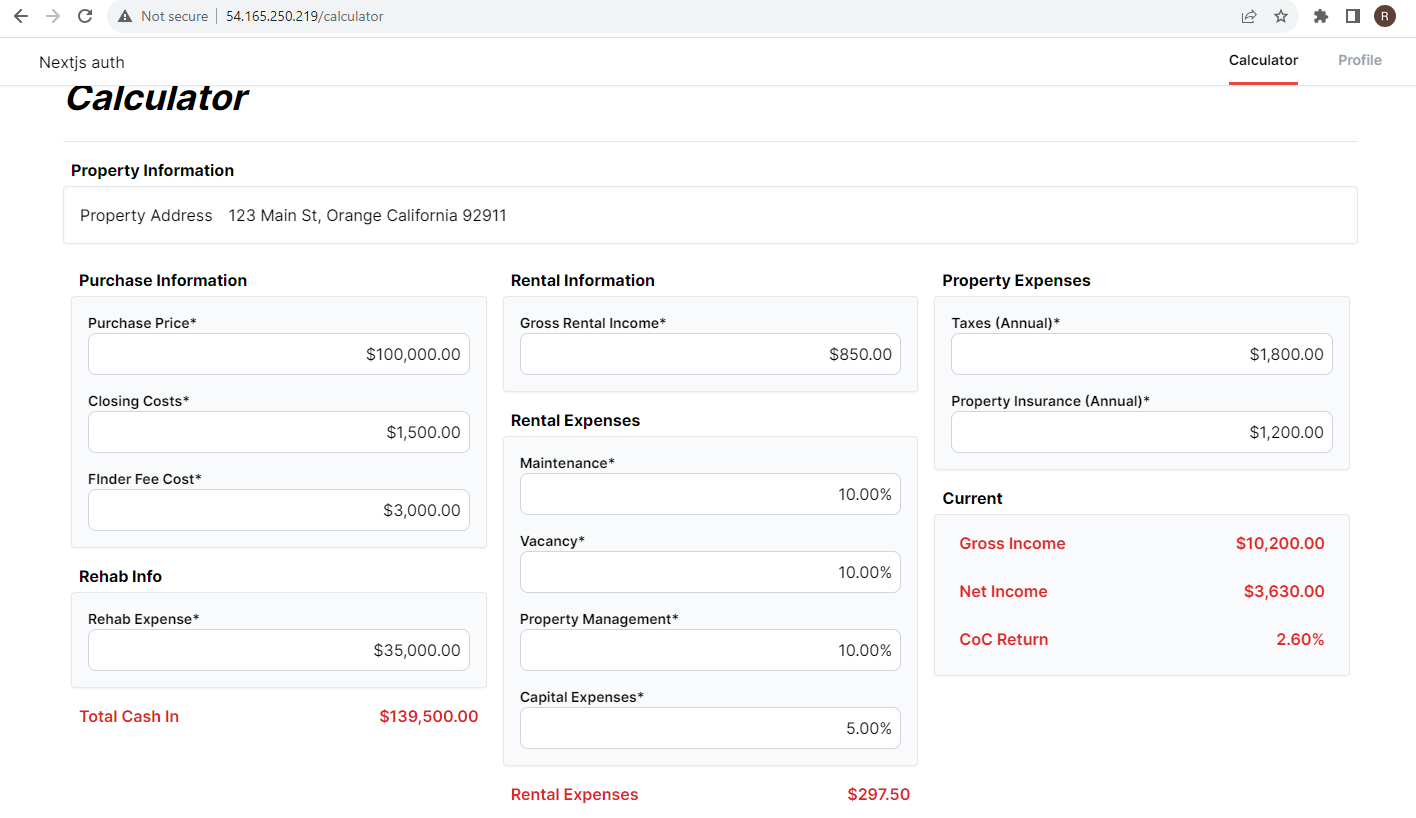 Not secure | 54.165.250.219/calculator
R
Nextjs auth
Calculator
Profile
Calculator
Property Information
Property Address 123 Main St, Orange California 92911
Purchase Information
Purchase Price*
$100,000.00
Closing Costs*
$1,500.00
FInder Fee Cost*
$3,000.00
Rehab Info
Rehab Expense*
$35,000.00
Total Cash In $139,500.00
Rental Information
Gross Rental Income*
$850.00
Rental Expenses
Maintenance*
10.00%
Vacancy*
10.00%
Property Management*
10.00%
Capital Expenses*
5.00%
Rental Expenses $297.50
Property Expenses
Taxes (Annual)*
$1,800.00
Property Insurance (Annual)*
$1,200.00
Current
Gross Income $10,200.00
Net Income $3,630.00
CoC Return 2.60%